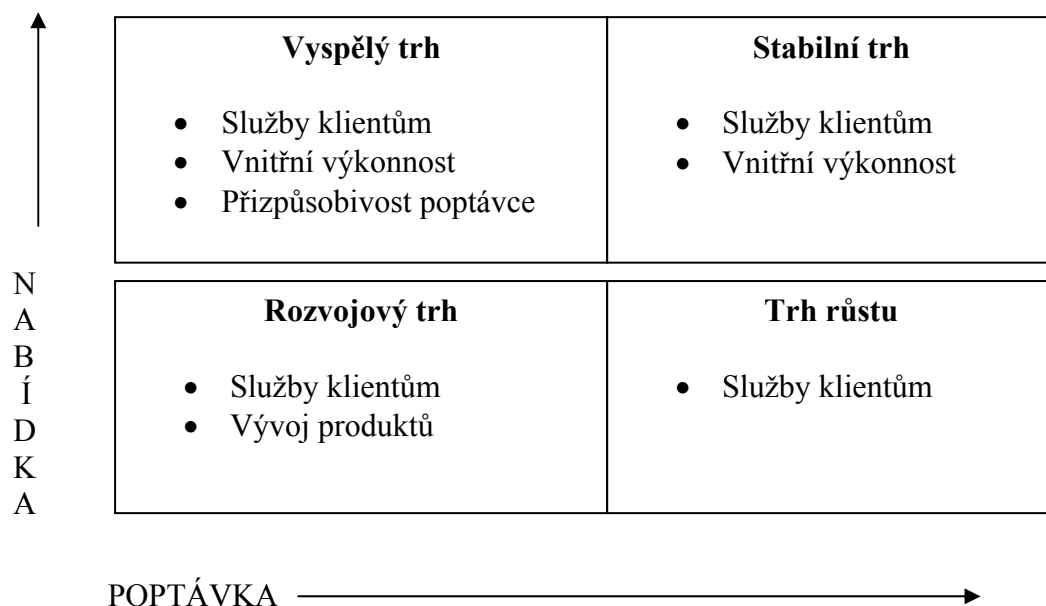 Vyspělý trh
• Služby klientům
• Vnitřní výkonnost
• Přizpůsobivost poptávce
Stabilní trh
• Služby klientům
• Vnitřní výkonnost
N
A
B
Í
D
K
A
Rozvojový trh
• Služby klientům
• Vývoj produktů
Trh růstu
• Služby klientům
POPTÁVKA